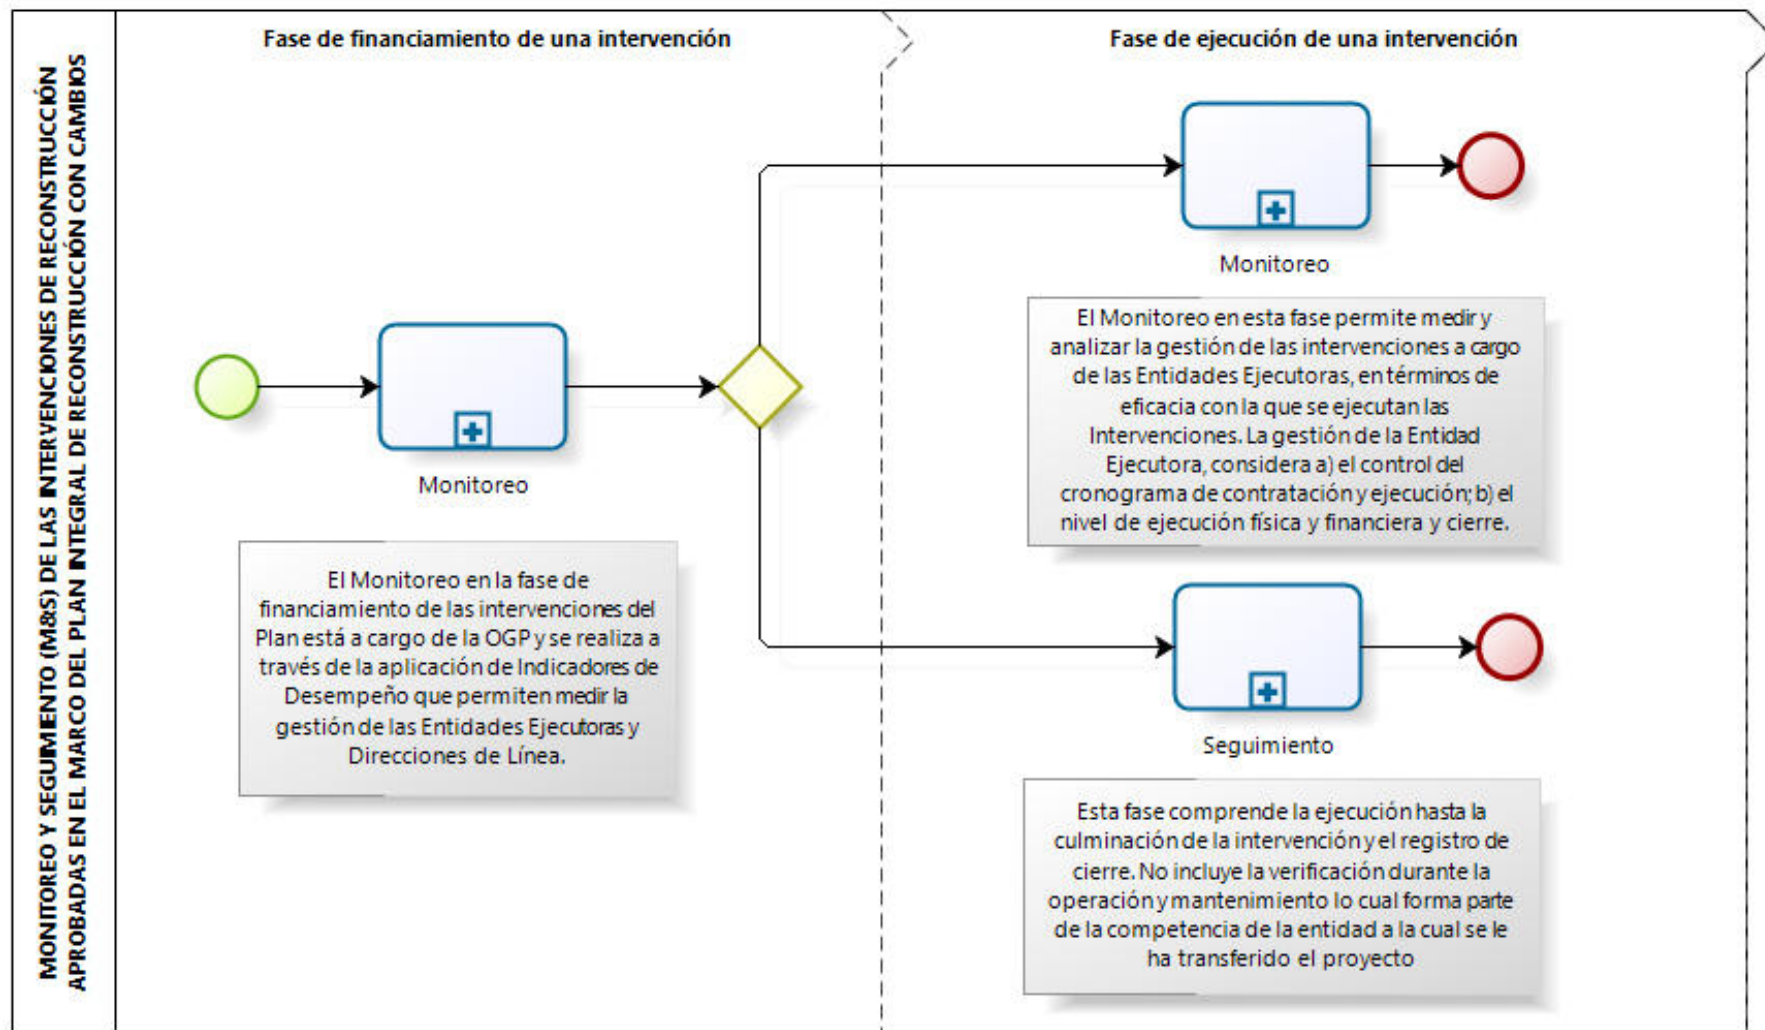 MONITOREO Y SEGUIMIENTO (M&S) DE LAS INTERVENCIONES DE RECONSTRUCCIÓN
APROBADAS EN EL MARCO DEL PLAN INTEGRAL DE RECONSTRUCCIÓN CON CAMBIOS
Fase de financiamiento de una intervención
Monitoreo
El Monitoreo en la fase de
financiamiento de las intervenciones del
Plan está a cargo de la OGP y se realiza a
través de la aplicación de Indicadores de
Desempeño que permiten medir la
gestión de las Entidades Ejecutoras y
Direcciones de Línea.
Fase de ejecución de una intervención
Monitoreo
El Monitoreo en esta fase permite medir y
analizar la gestión de las intervenciones a cargo
de las Entidades Ejecutoras, en términos de
eficacia con la que se ejecutan las
Intervenciones. La gestión de la Entidad
Ejecutora, considera a) el control del
cronograma de contratación y ejecución; b) el
nivel de ejecución física y financiera y cierre.
Seguimiento
Esta fase comprende la ejecución hasta la
culminación de la intervención y el registro de
cierre. No incluye la verificación durante la
operación y mantenimiento lo cual forma parte
de la competencia de la entidad a la cual se le
ha transferido el proyecto